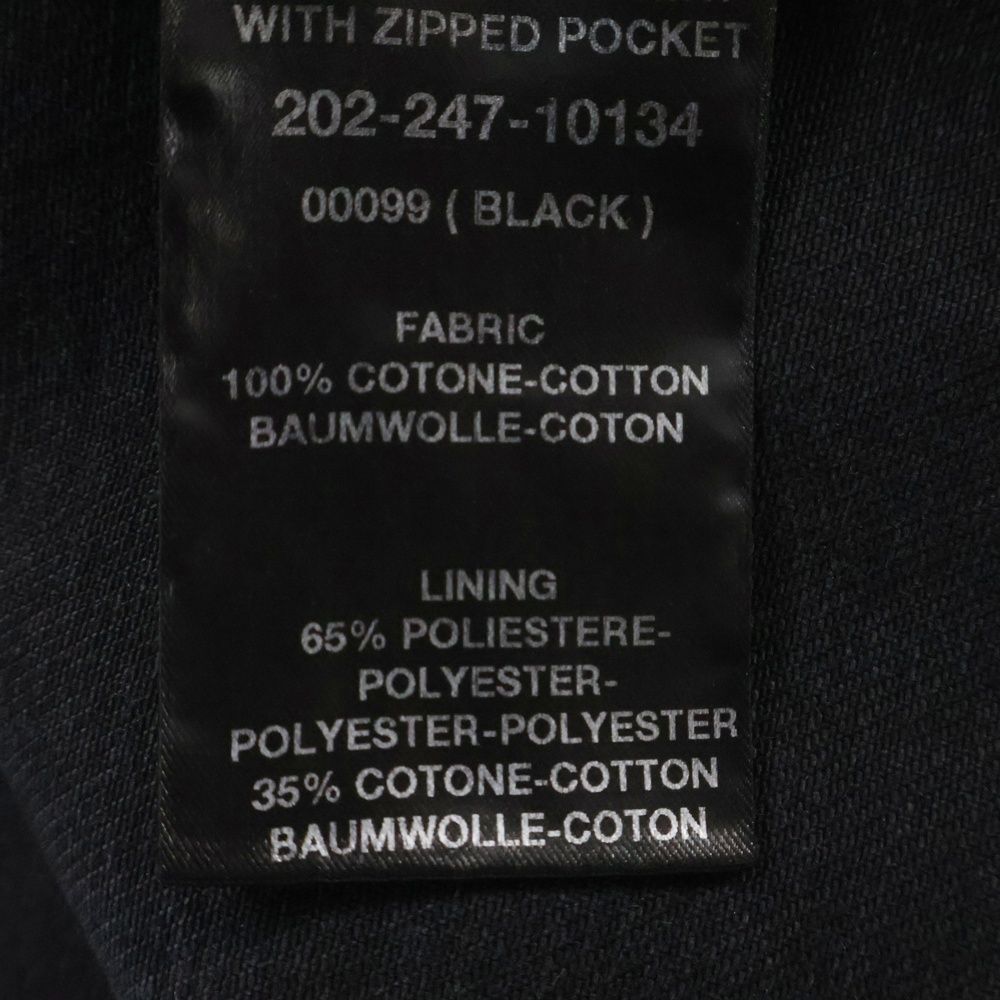 WITH ZIPPED POCKET
202-247-10134
00099 ( BLACK )
FABRIC
100% COTONE-COTTON
BAUMWOLLE-COTON
LINING
65% POLIESTERE-
POLYESTER-
POLYESTER-POLYESTER
35% COTONE-COTTON
BAUMWOLLE-COTON